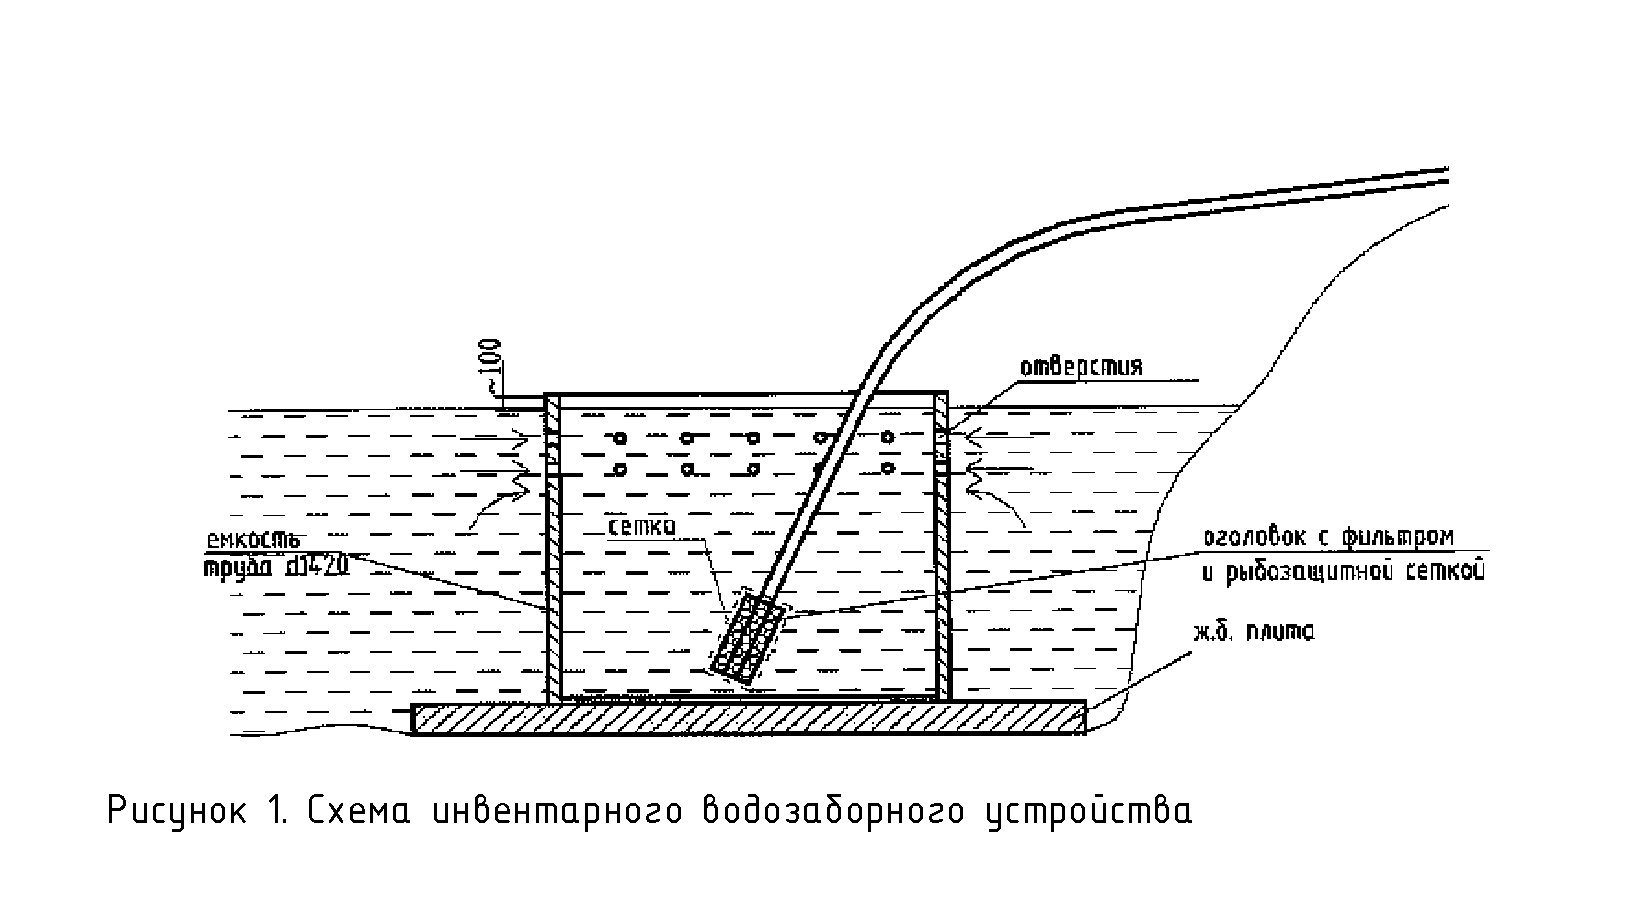 ~100
отверстия
сетка
емкость
труба d1420
оголовок с фильтром
и рыбозащитной сеткой
ж.б. плита
Рисунок 1. Схема инвентарного водозаборного устройства